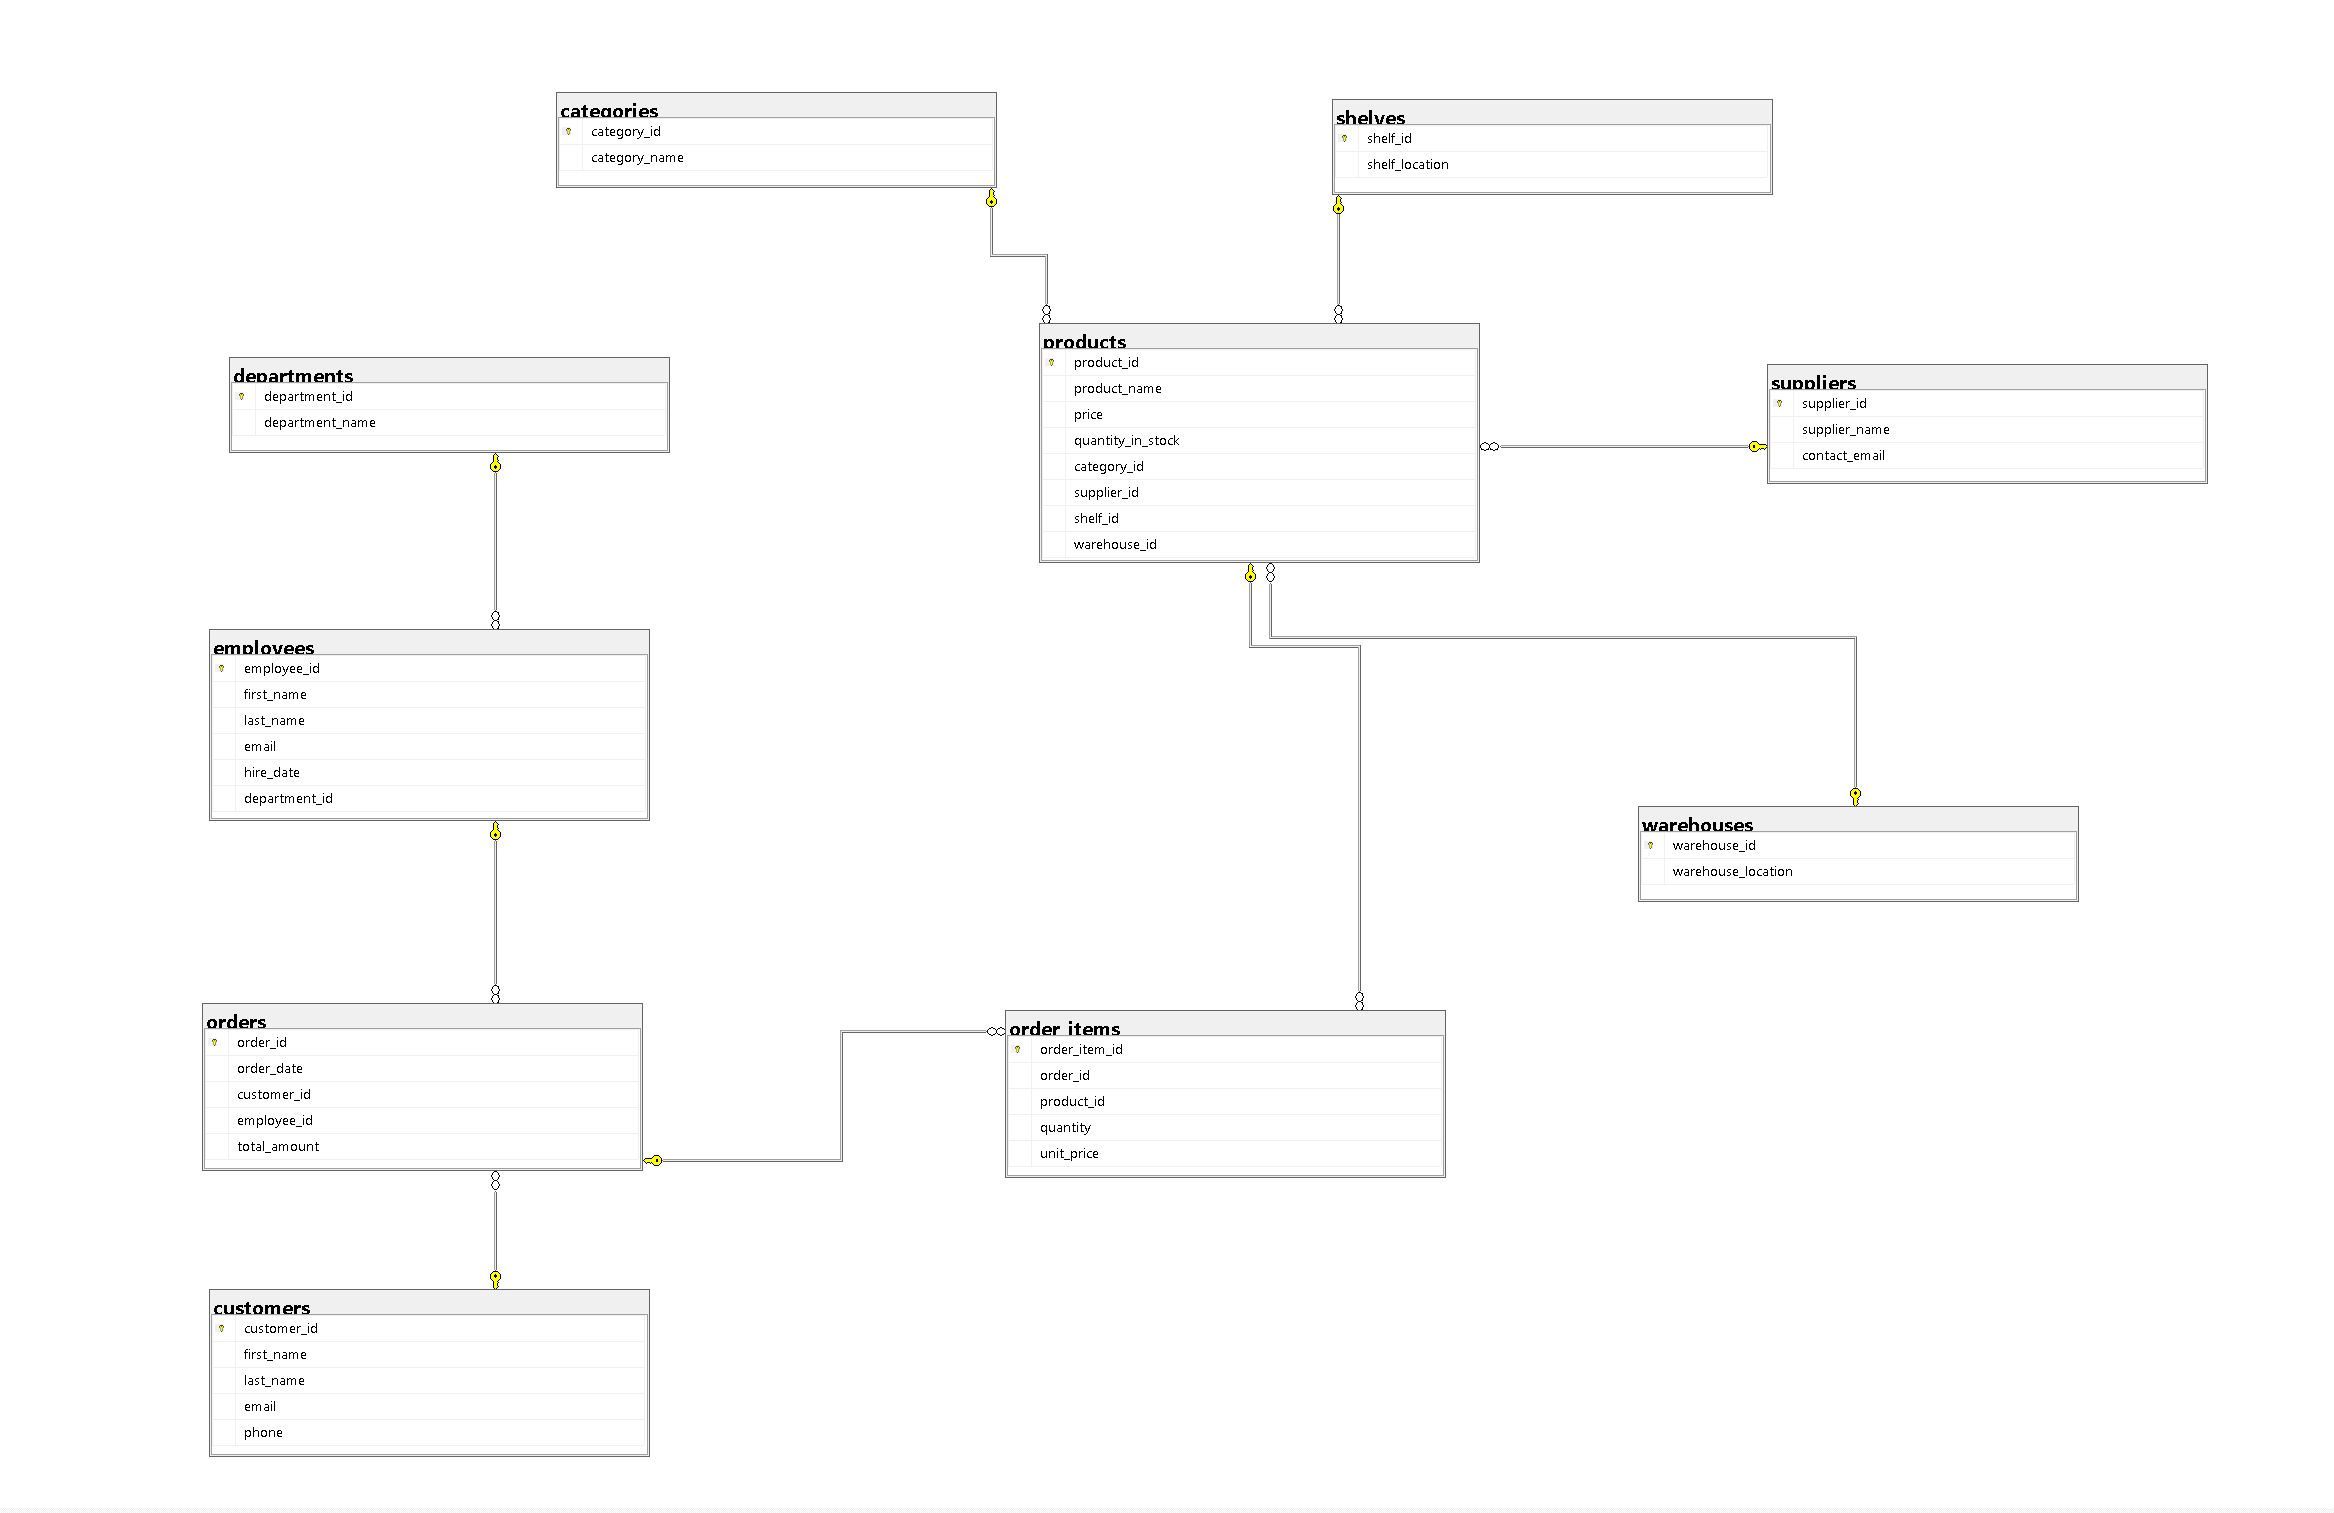 categories
category_id
category_name
shelves
shelf_id
shelf_location
products
product_id
product_name
price
quantity_in_stock
category_id
supplier_id
shelf_id
warehouse_id
departments
department_id
department_name
suppliers
supplier_id
supplier_name
contact_email
employees
employee_id
first_name
last_name
email
hire_date
department_id
warehouses
warehouse_id
warehouse_location
orders
order_id
order_date
customer_id
employee_id
total_amount
order_items
order_item_id
order_id
product_id
quantity
unit_price
customers
customer_id
first_name
last_name
email
phone